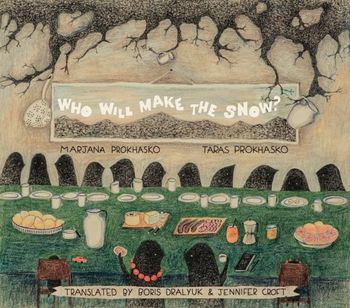 WHO WILL MAKE THE SNOW?
MARJANA PROKHASKO TARAS PROKHASKO
TRANSLATED BY BORIS DRALYUK & JENNIFER CROFT